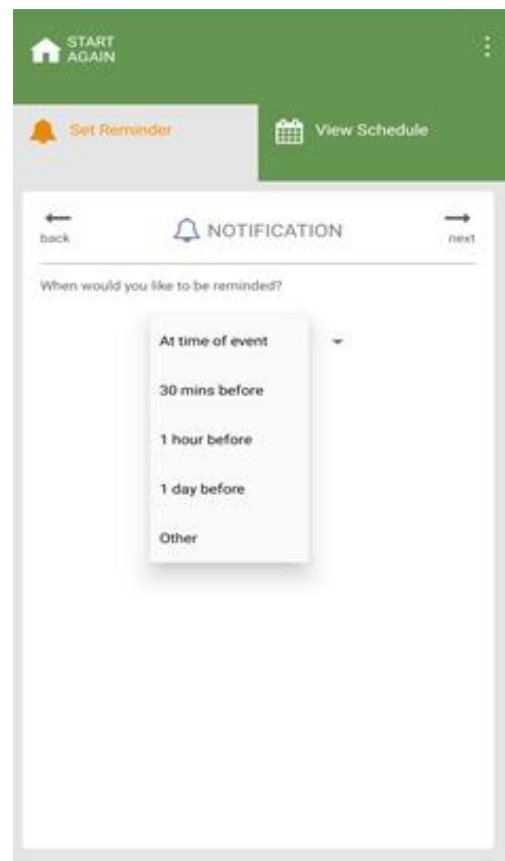 START
AGAIN
Set Reminder
View Schedule
back
NOTIFICATION
next
When would you like to be reminded?
At time of event
30 mins before
1 hour before
1 day before
Other